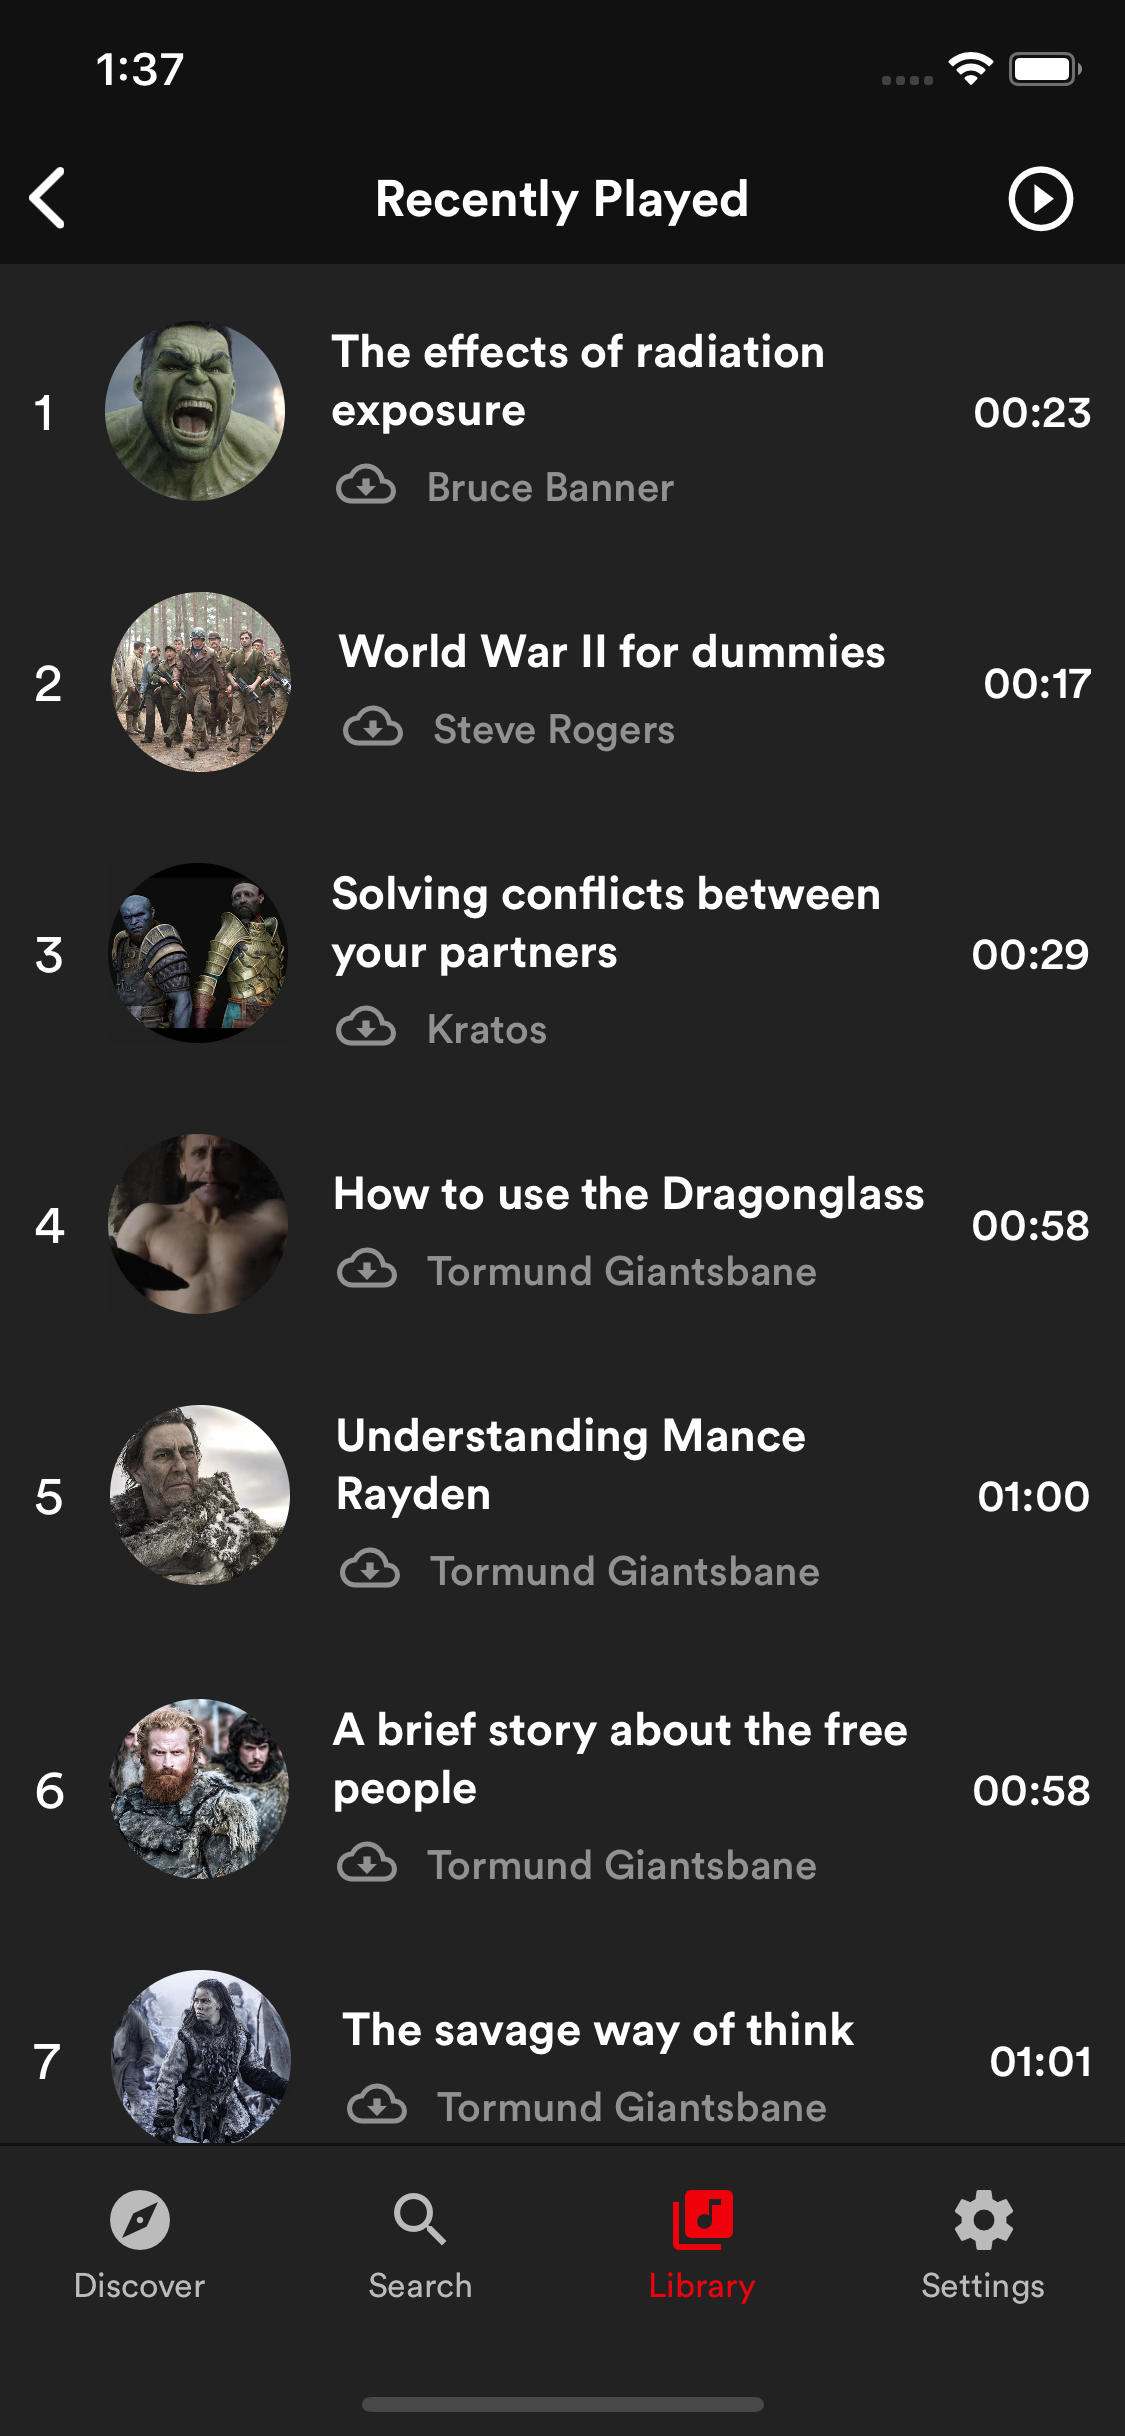 1:37
Recently Played
1
The effects of radiation
exposure
00:23
Bruce Banner
2
World War II for dummies
00:17
Steve Rogers
3
Solving conflicts between
your partners
00:29
Kratos
4
How to use the Dragonglass
00:58
Tormund Giantsbane
5
Understanding Mance
Rayden
01:00
Tormund Giantsbane
6
A brief story about the free
people
00:58
Tormund Giantsbane
7
The savage way of think
01:01
Tormund Giantsbane
Discover
Search
Library
Settings